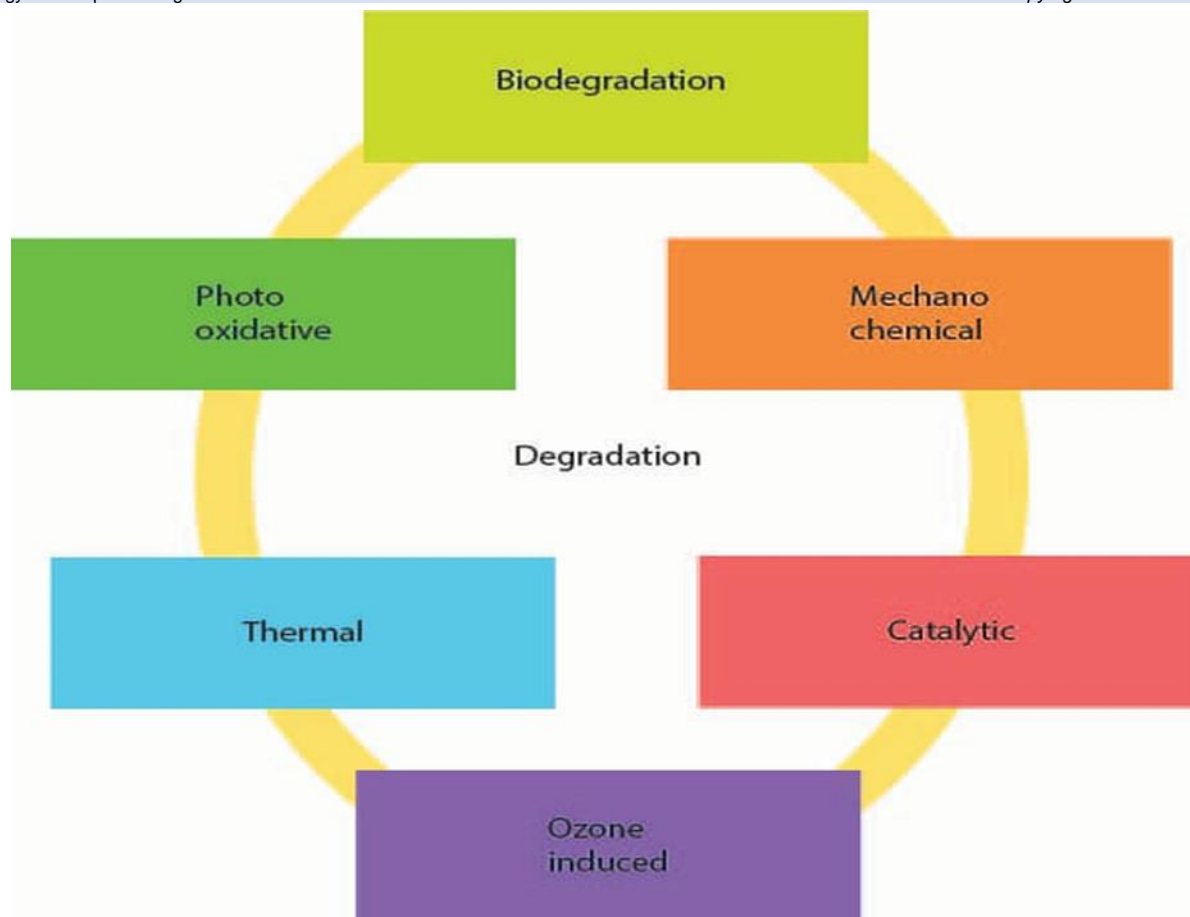 Biodegradation
Photo
oxidative
Mechano
chemical
Degradation
Thermal
Catalytic
Ozone
induced